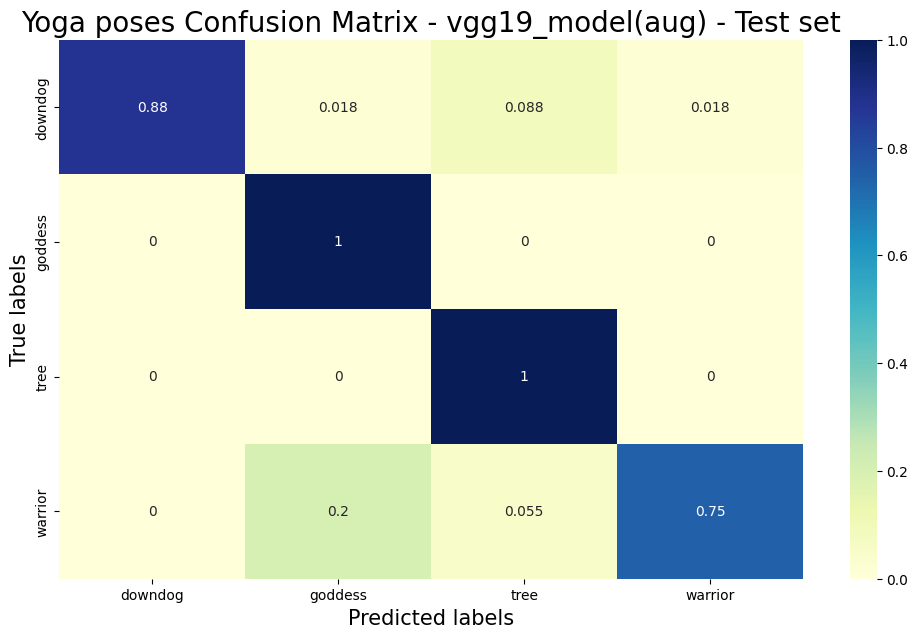 Yoga poses Confusion Matrix - vgg19_model(aug) - Test set
True labels
downdog
0.88 0.018 0.088 0.018
goddess
0 1 0 0
tree
0 0 1 0
warrior
0 0.2 0.055 0.75
downdog goddess tree warrior
Predicted labels
1.0
0.8
0.6
0.4
0.2
0.0